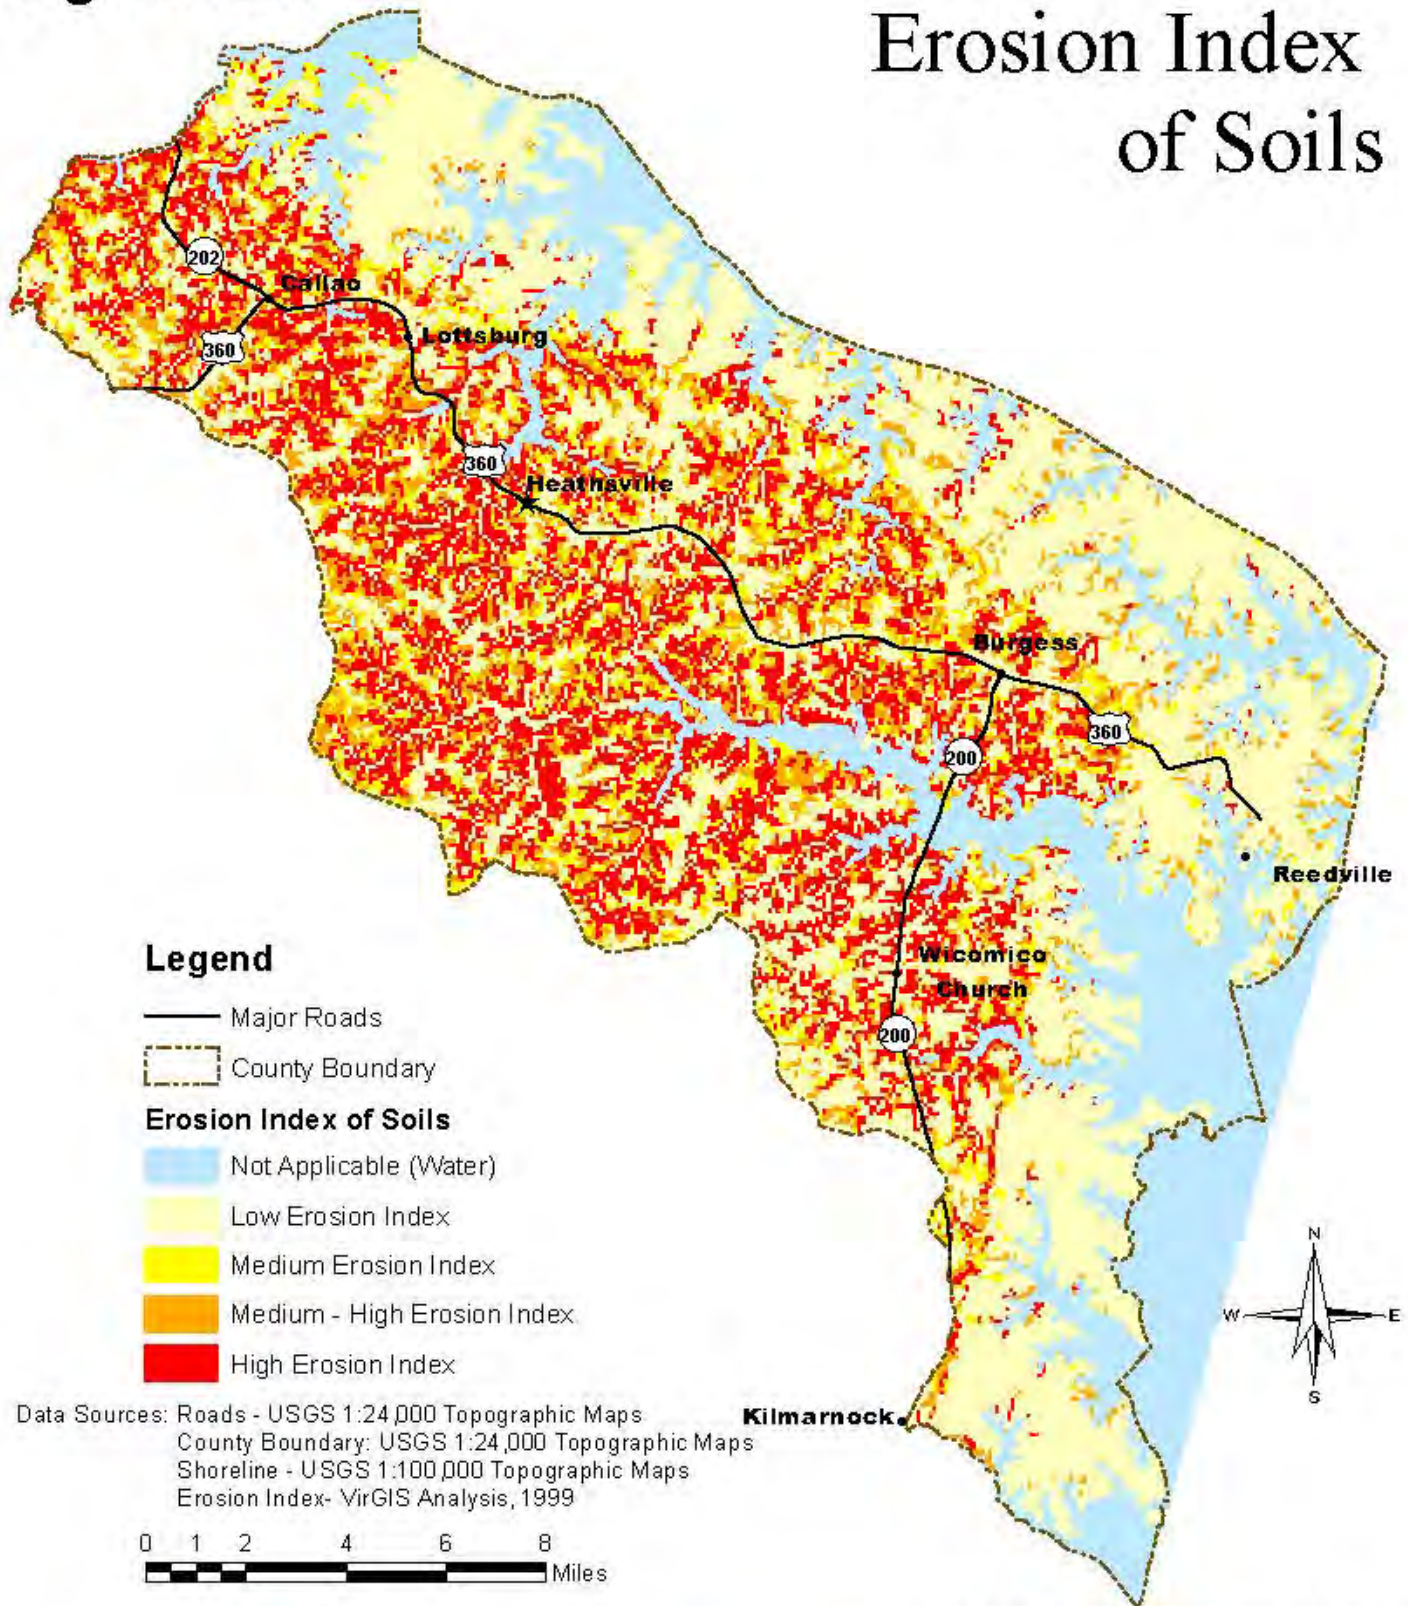 Erosion Index
of Soils
202
Callao
Lottsburg
360
360
Heathsville
Burgess
360
200
Reedville
Wicomico
Church
200
Legend
Major Roads
County Boundary
Erosion Index of Soils
Not Applicable (Water)
Low Erosion Index
Medium Erosion Index
Medium - High Erosion Index
High Erosion Index
N
W E
S
Data Sources: Roads - USGS 1:24,000 Topographic Maps
County Boundary: USGS 1:24,000 Topographic Maps
Shoreline - USGS 1:100,000 Topographic Maps
Erosion Index- VirGIS Analysis, 1999
Kilmarnock
0 1 2 4 6 8
Miles